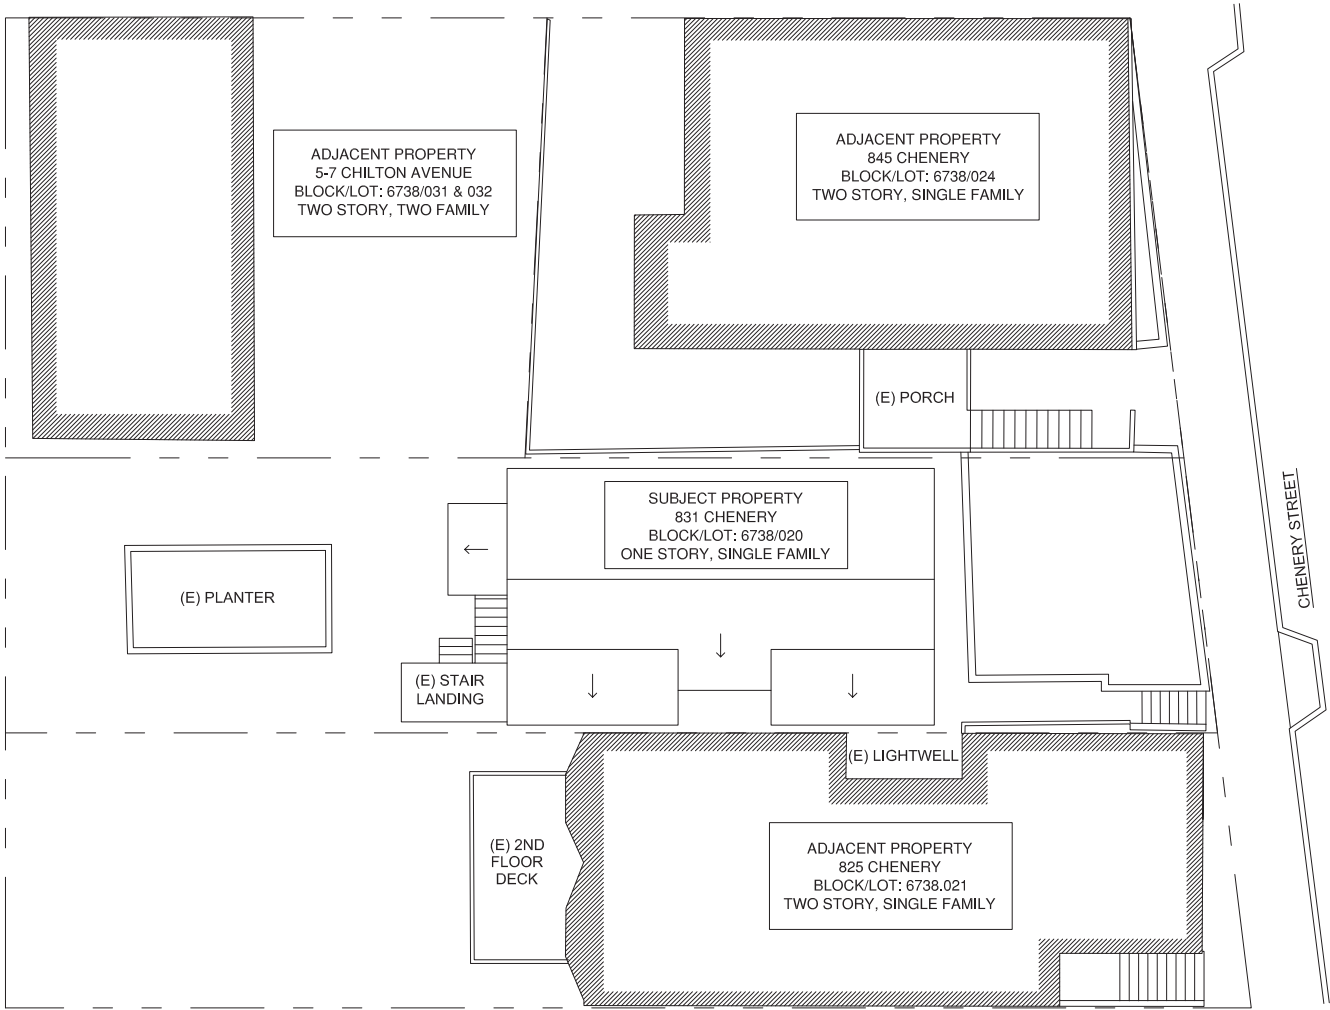 ADJACENT PROPERTY
5-7 CHILTON AVENUE
BLOCK/LOT: 6738/031 & 032
TWO STORY, TWO FAMILY
ADJACENT PROPERTY
845 CHENERY
BLOCK/LOT: 6738/024
TWO STORY, SINGLE FAMILY
(E) PORCH
SUBJECT PROPERTY
831 CHENERY
BLOCK/LOT: 6738/020
ONE STORY, SINGLE FAMILY
CHENERY STREET
(E) PLANTER
(E) STAIR
LANDING
(E) LIGHTWELL
(E) 2ND
FLOOR
DECK
ADJACENT PROPERTY
825 CHENERY
BLOCK/LOT: 6738.021
TWO STORY, SINGLE FAMILY